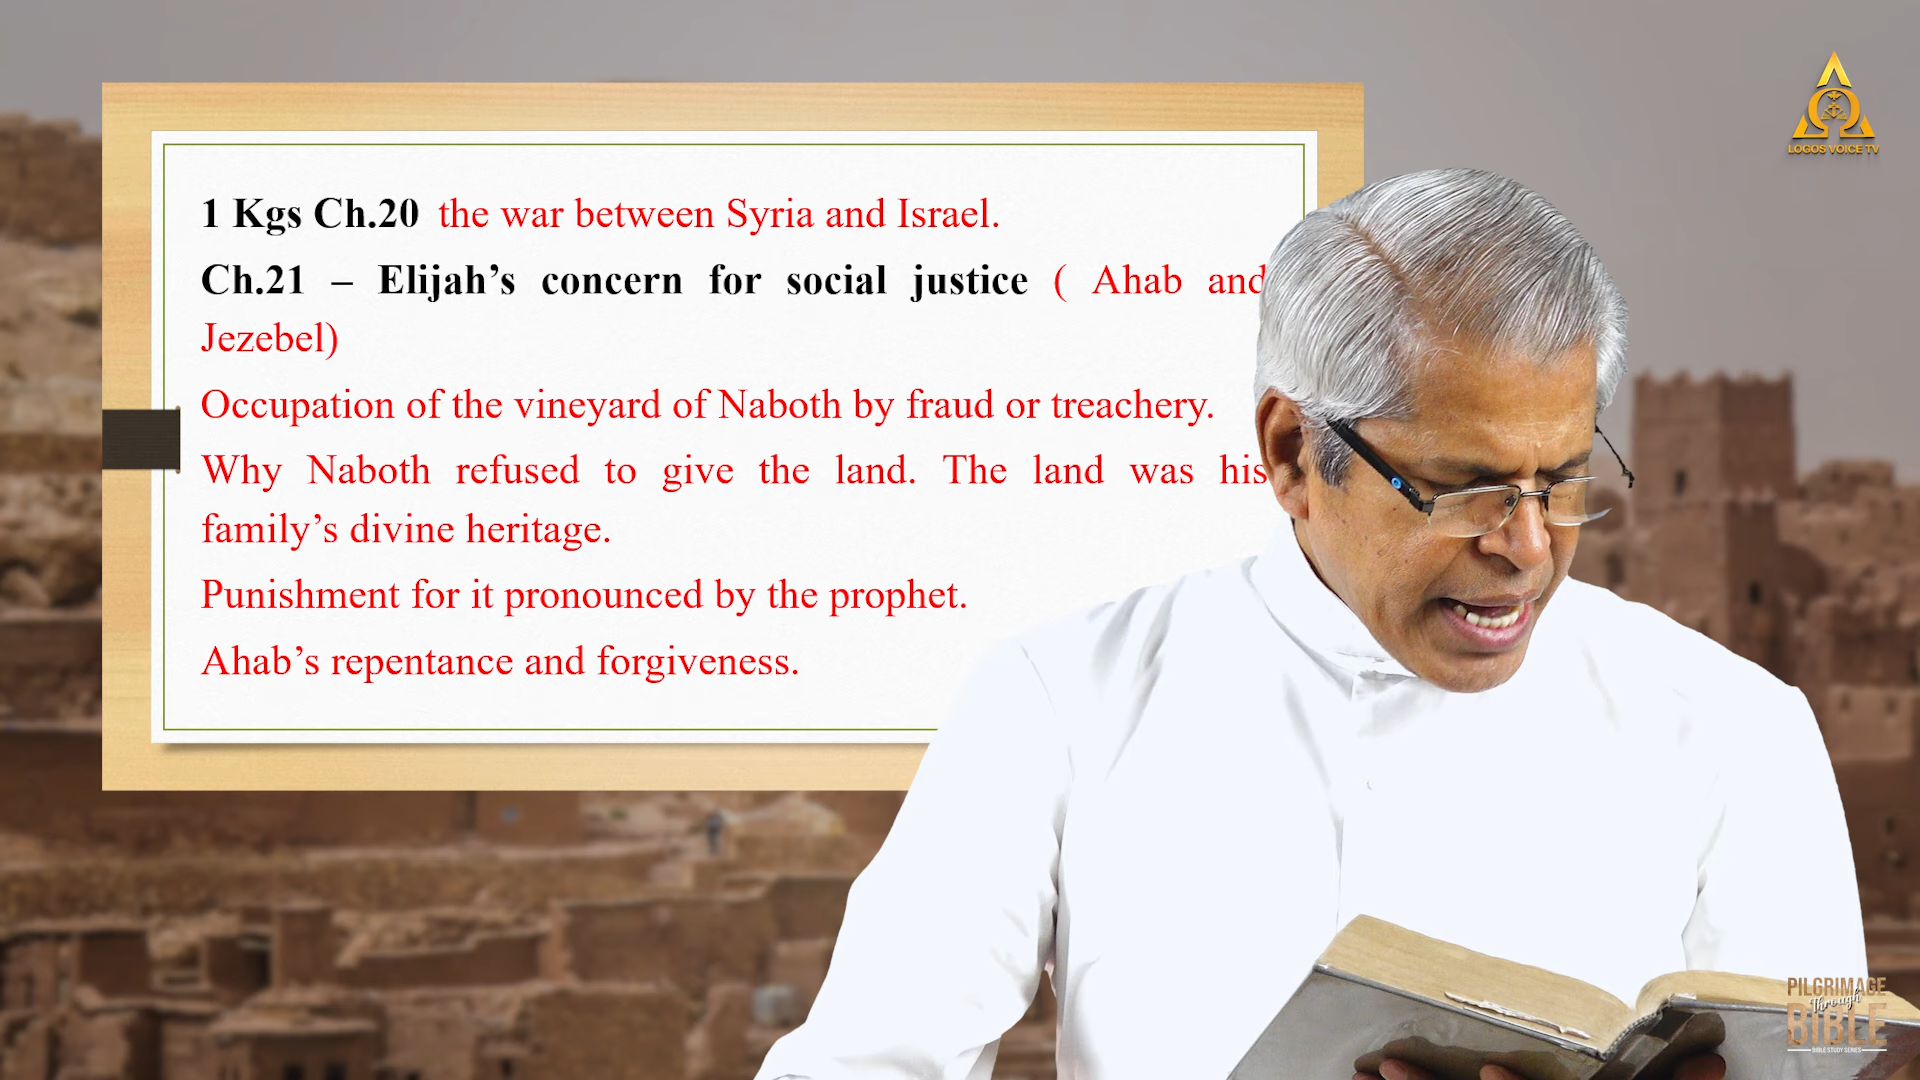 1 Kgs Ch.20 the war between Syria and Israel.
Ch.21 – Elijah’s concern for social justice ( Ahab and
Jezebel)
Occupation of the vineyard of Naboth by fraud or treachery.
Why Naboth refused to give the land. The land was his
family’s divine heritage.
Punishment for it pronounced by the prophet.
Ahab’s repentance and forgiveness.
LOGOS VOICE TV
PILGRIMAGE
Through
BIBLE
BIBLE STUDY SERIES